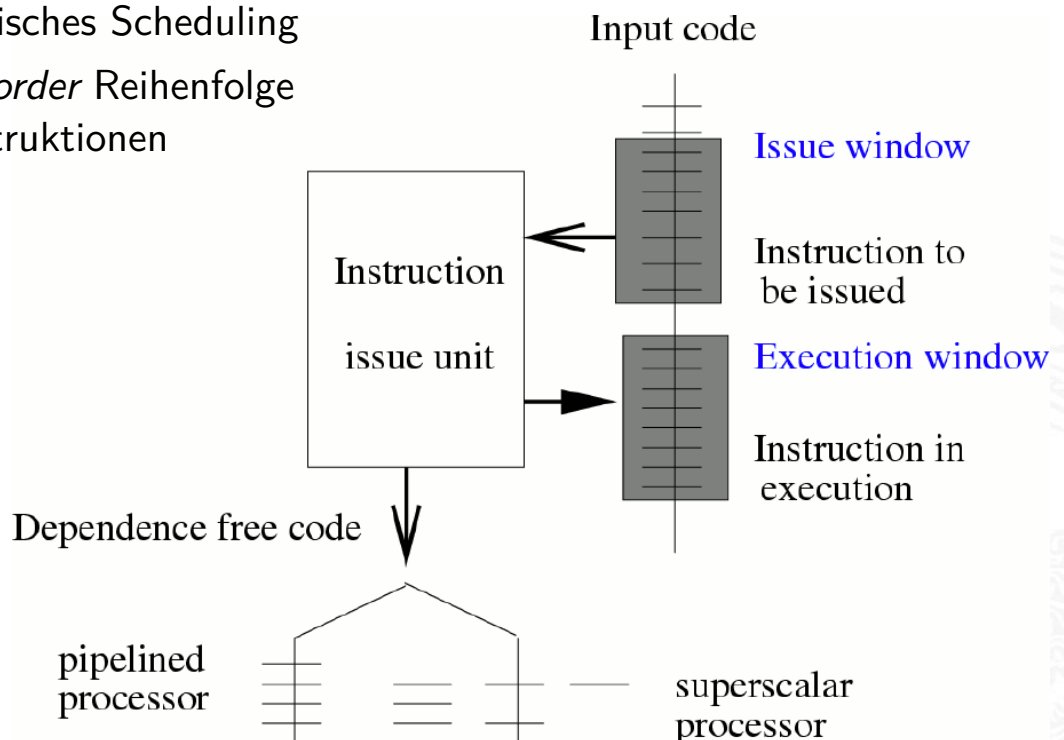 isches Scheduling
order Reihenfolge
truktionen
Input code
Issue window
Instruction to
be issued
Instruction
issue unit
Execution window
Instruction in
execution
Dependence free code
pipelined
processor
superscalar
processor